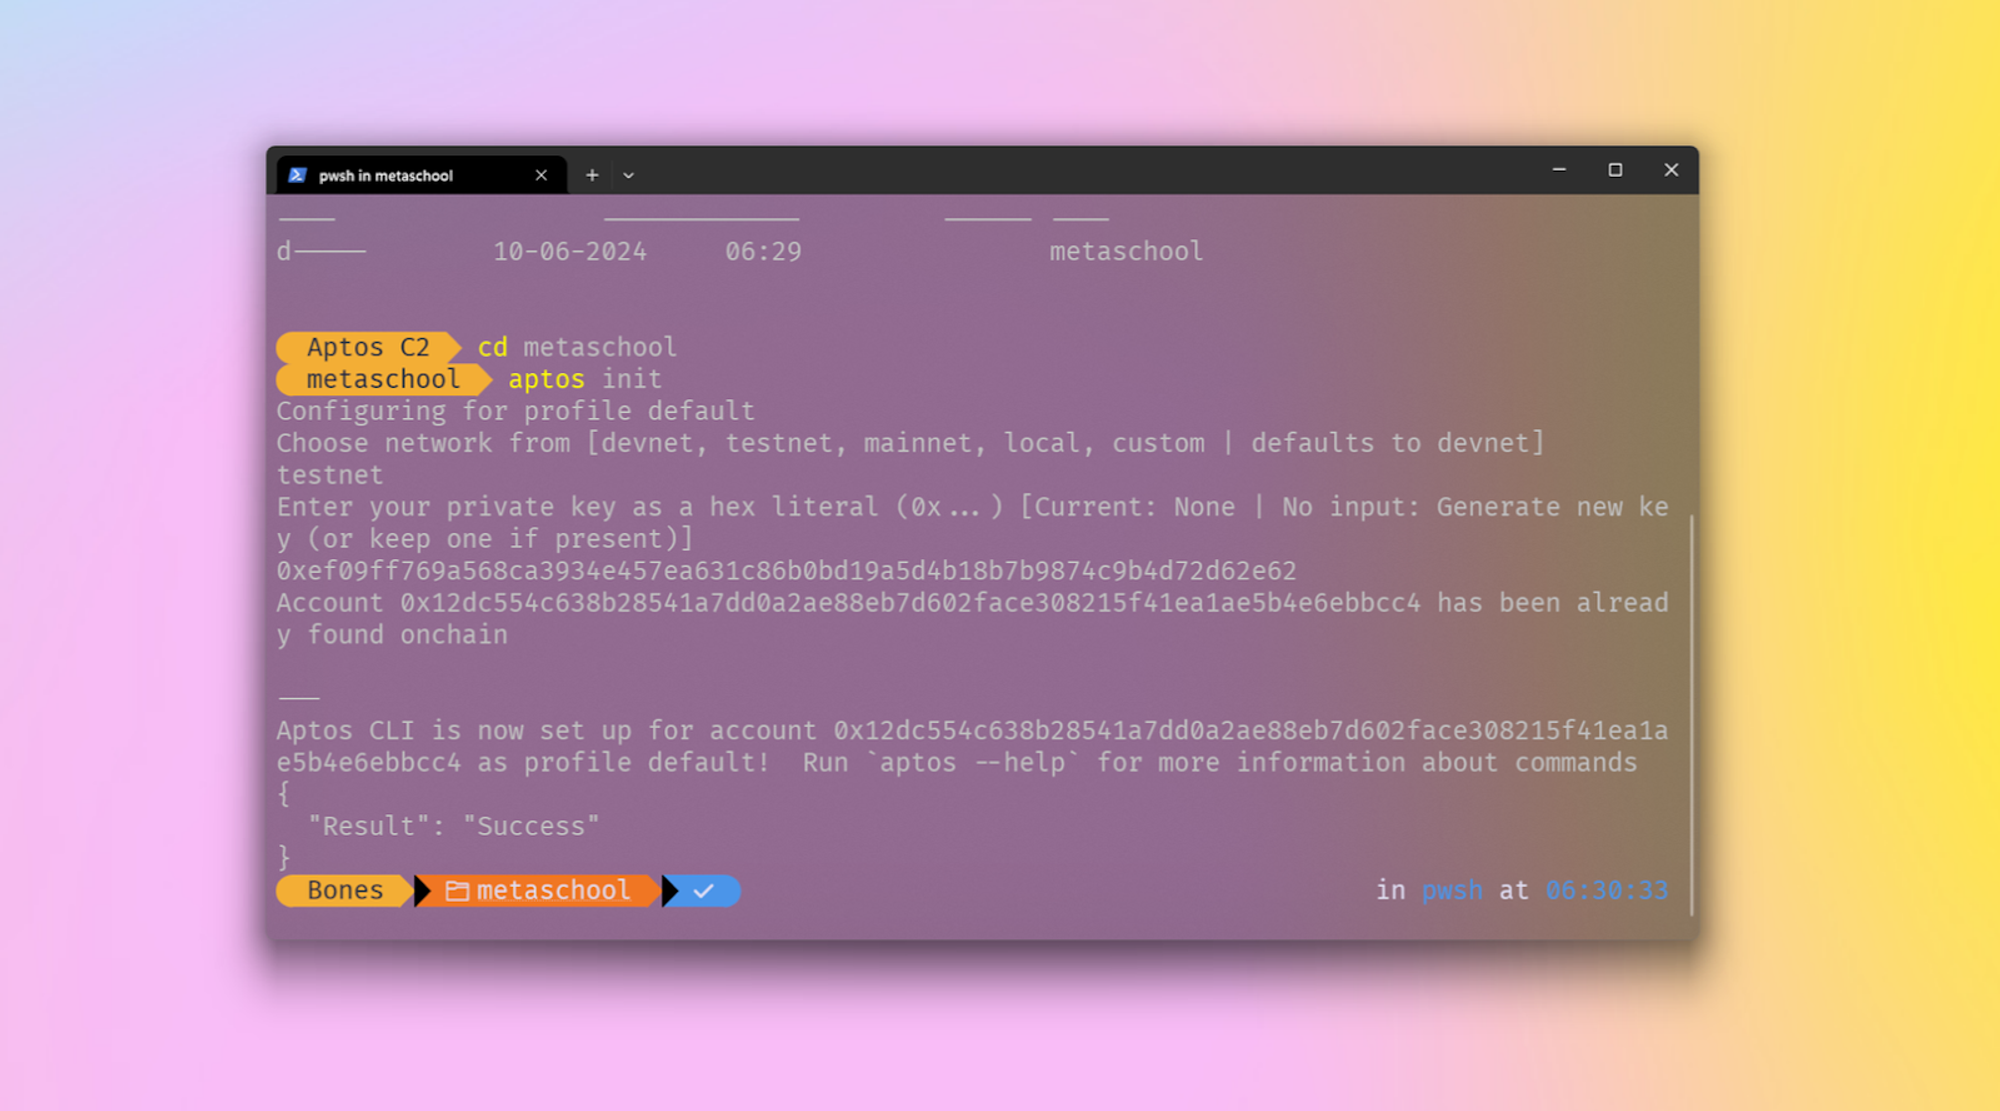 pwsh in metaschool
d----- 10-06-2024 06:29 metaschool
Aptos C2 cd metaschool
metaschool aptos init
Configuring for profile default
Choose network from [devnet, testnet, mainnet, local, custom | defaults to devnet]
testnet
Enter your private key as a hex literal (0x...) [Current: None | No input: Generate new ke
y (or keep one if present)]
0xef09ff769a568ca3934e457ea631c86b0bd19a5d4b18b7b9874c9b4d72d62e62
Account 0x12dc554c638b28541a7dd0a2ae88eb7d602face308215f41ea1ae5b4e6ebbcc4 has been alread
y found onchain
---
Aptos CLI is now set up for account 0x12dc554c638b28541a7dd0a2ae88eb7d602face308215f41ea1a
e5b4e6ebbcc4 as profile default! Run `aptos --help` for more information about commands
{
"Result": "Success"
}
Bones metaschool in pwsh at 06:30:33